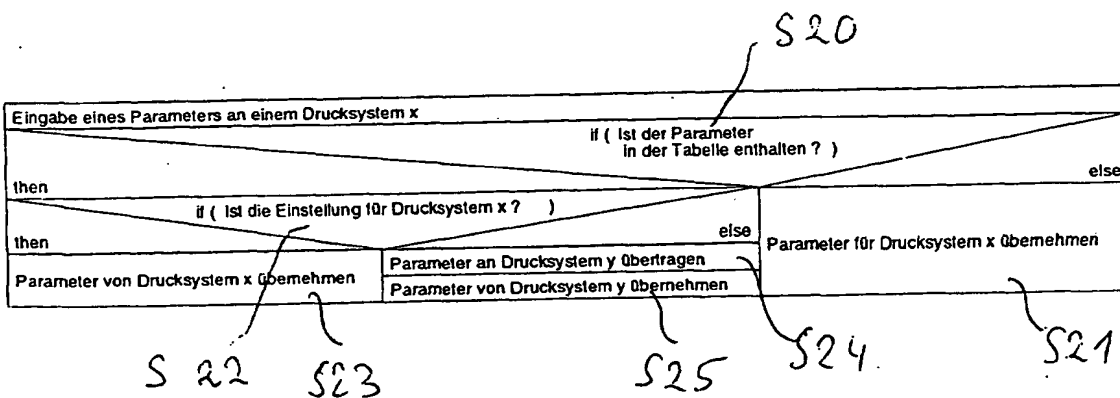 S20
Eingabe eines Parameters an einem Drucksystem x
if ( Ist der Parameter
in der Tabelle enthalten ? )
then
else
if ( Ist die Einstellung für Drucksystem x ? )
then
else
Parameter für Drucksystem x übernehmen
Parameter von Drucksystem x übernehmen
Parameter an Drucksystem y übertragen
Parameter von Drucksystem y übernehmen
S22
S23
S25
S24
S21